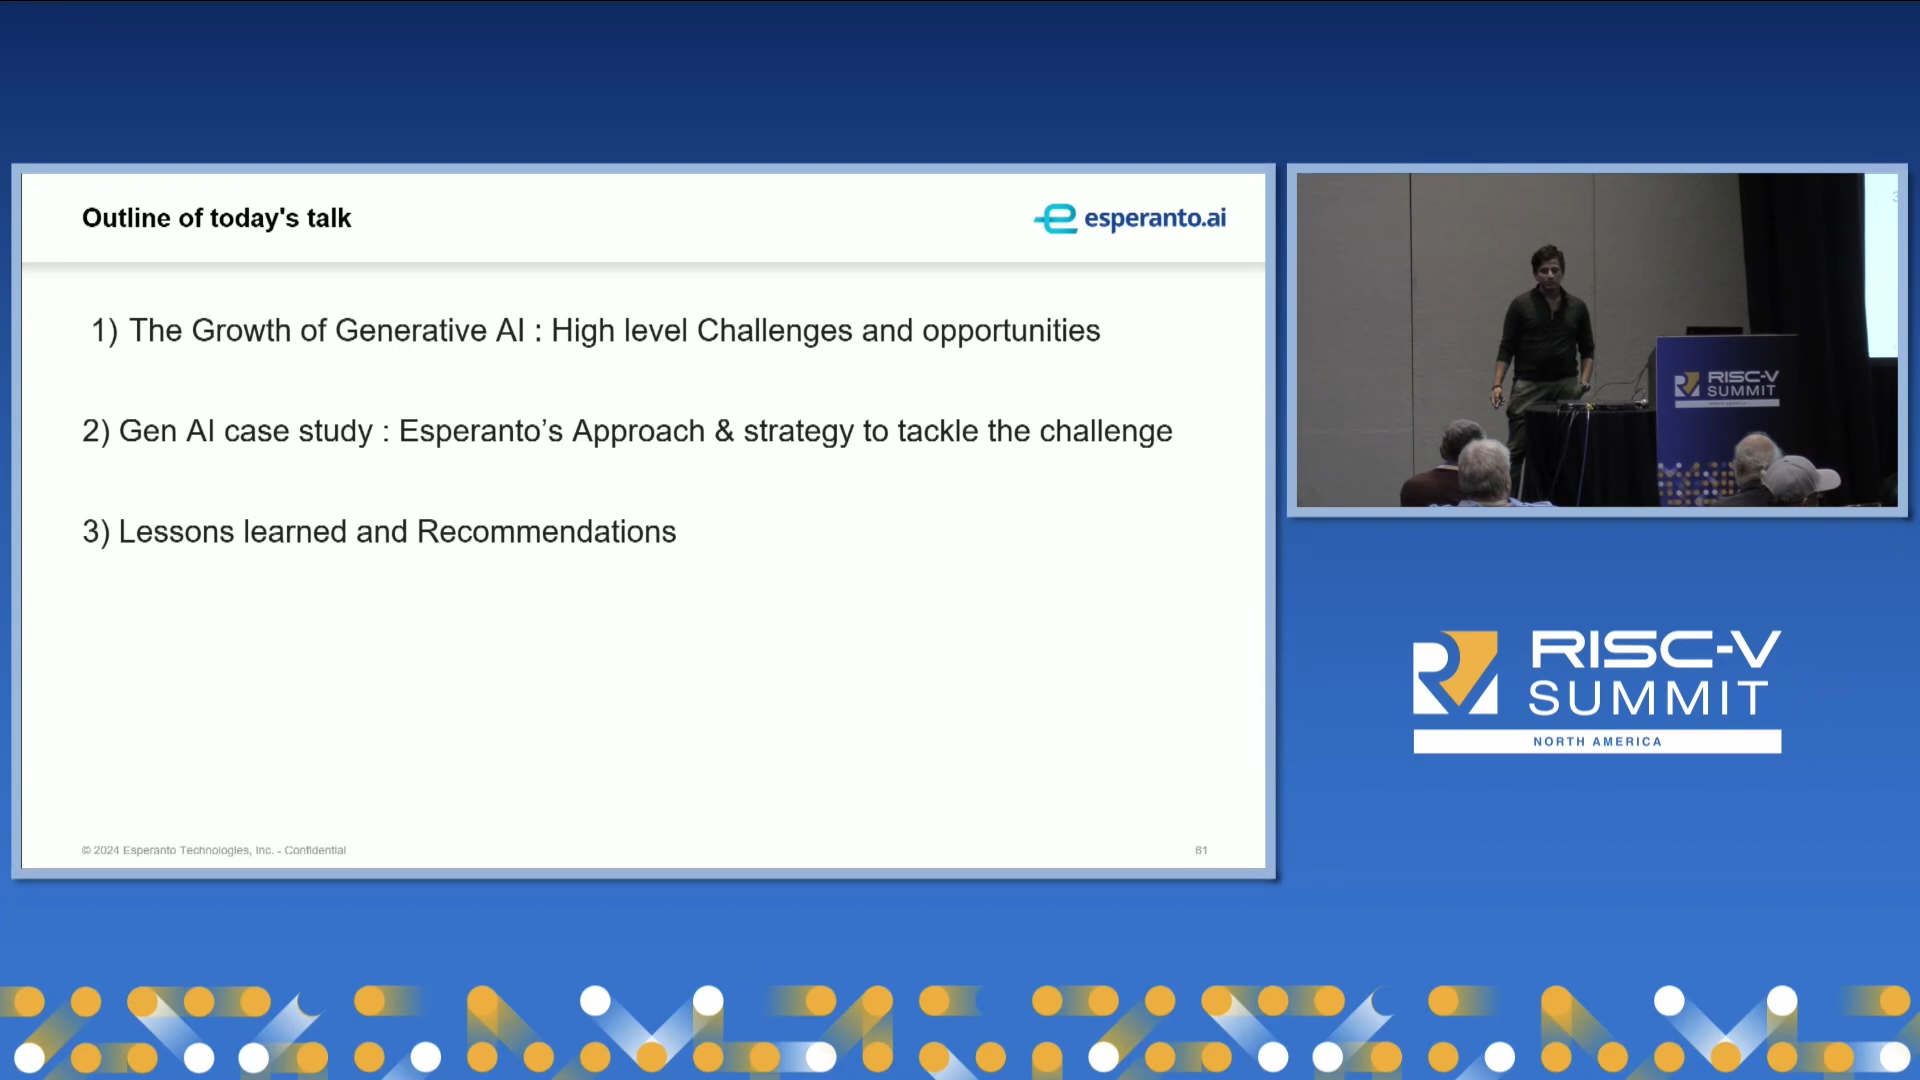 Outline of today's talk
esperanto.ai
1) The Growth of Generative AI : High level Challenges and opportunities
2) Gen AI case study : Esperanto’s Approach & strategy to tackle the challenge
3) Lessons learned and Recommendations
© 2024 Esperanto Technologies, Inc. - Confidential
61
RISC-V
SUMMIT
RISC-V
SUMMIT
NORTH AMERICA